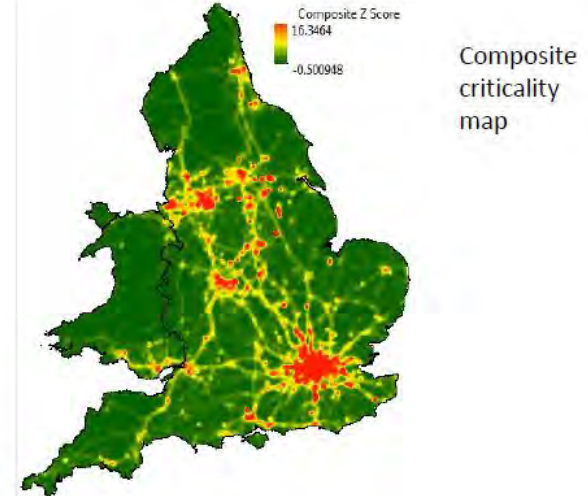 Composite Z Score
16.3464
-0.500948
Composite
criticality
map